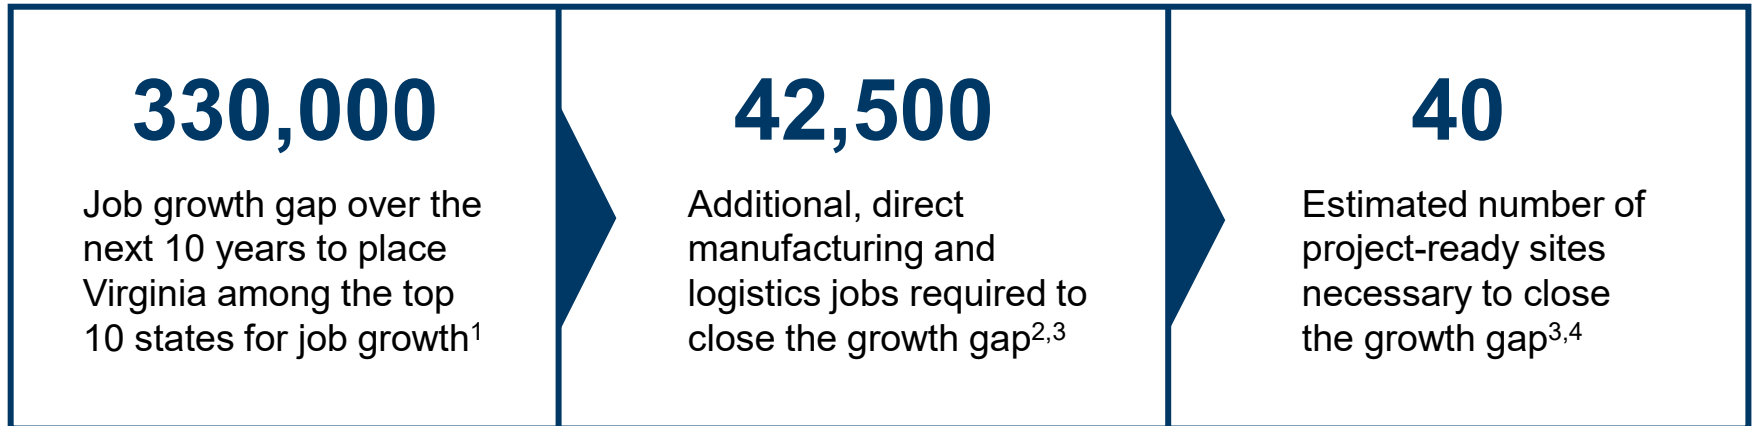 330,000
Job growth gap over the
next 10 years to place
Virginia among the top
10 states for job growth¹
42,500
Additional, direct
manufacturing and
logistics jobs required to
close the growth gap²,³
40
Estimated number of
project-ready sites
necessary to close
the growth gap³,⁴